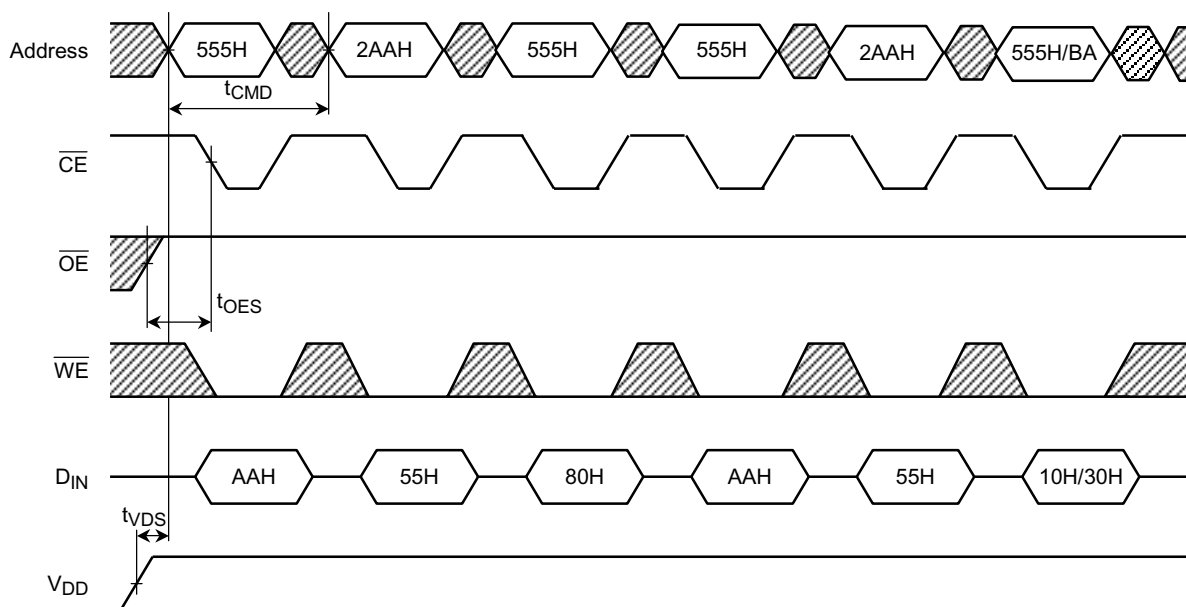 Address 555H 2AAH 555H 555H 2AAH 555H/BA
tCMD
CE
OE
tOES
WE
DIN AAH 55H 80H AAH 55H 10H/30H
tVDS
VDD